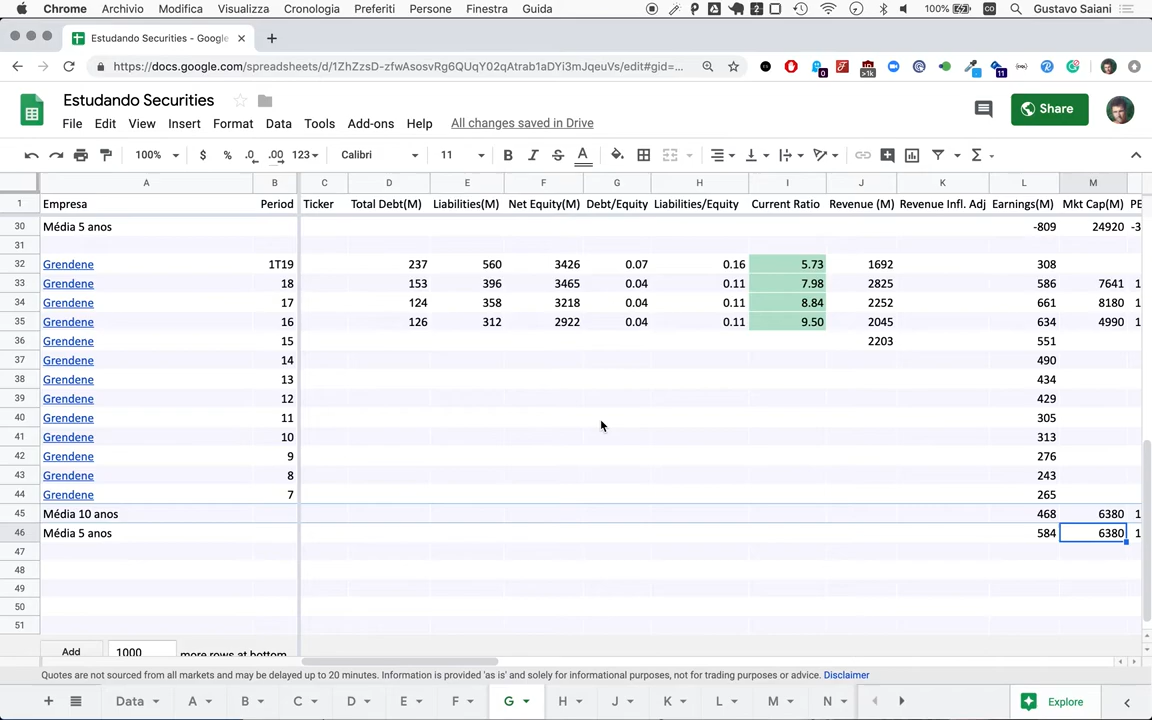 Chrome Archivio Modifica Visualizza Cronologia Preferiti Persone Finestra Guida 2 100% Gustavo Saiani
Estudando Securities - Google
https://docs.google.com/spreadsheets/d/1ZhZzsD-zfwAsosvRg6QUqY02qAtrab1aDYi3mJqeuVs/edit#gid=... 0 >1k 11
Estudando Securities
File Edit View Insert Format Data Tools Add-ons Help All changes saved in Drive
Share
100% $ % .0 .00 123 Calibri 11 B I S A
A B C D E F G H I J K L M
1 Empresa Period Ticker Total Debt(M) Liabilities(M) Net Equity(M) Debt/Equity Liabilities/Equity Current Ratio Revenue (M) Revenue Infl. Adj Earnings(M) Mkt Cap(M) PE
30 Média 5 anos -809 24920 -3
31
32 Grendene 1T19 237 560 3426 0.07 0.16 5.73 1692 308
33 Grendene 18 153 396 3465 0.04 0.11 7.98 2825 586 7641 1
34 Grendene 17 124 358 3218 0.04 0.11 8.84 2252 661 8180 1
35 Grendene 16 126 312 2922 0.04 0.11 9.50 2045 634 4990 1
36 Grendene 15 2203 551
37 Grendene 14 490
38 Grendene 13 434
39 Grendene 12 429
40 Grendene 11 305
41 Grendene 10 313
42 Grendene 9 276
43 Grendene 8 243
44 Grendene 7 265
45 Média 10 anos 468 6380 1
46 Média 5 anos 584 6380 1
47
48
49
50
51
Add 1000 more rows at bottom
Quotes are not sourced from all markets and may be delayed up to 20 minutes. Information is provided 'as is' and solely for informational purposes, not for trading purposes or advice. Disclaimer
Data A B C D E F G H J K L M N Explore